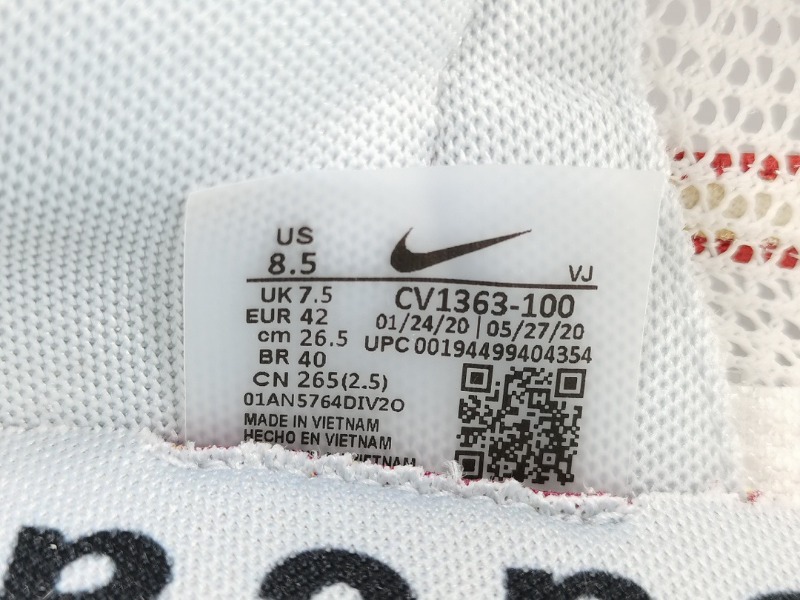 US
8.5
VJ
UK 7.5
EUR 42
cm 26.5
BR 40
CN 265(2.5)
01AN5764DIV2O
MADE IN VIETNAM
HECHO EN VIETNAM
VIETNAM
CV1363-100
01/24/20 | 05/27/20
UPC 00194499404354